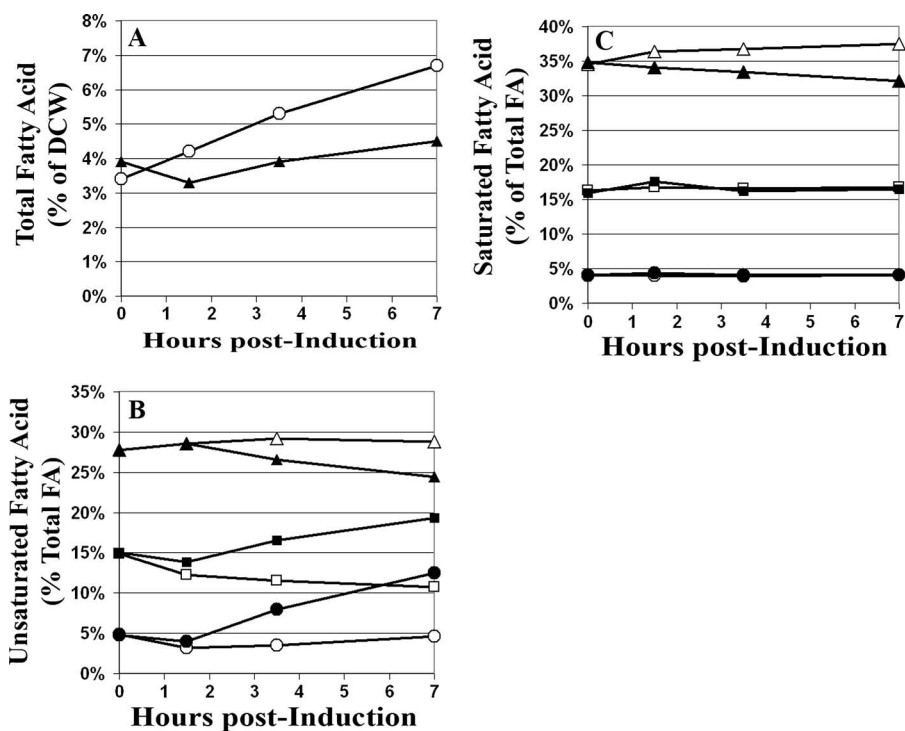 A
Total Fatty Acid
(% of DCW)
8%
7%
6%
5%
4%
3%
2%
1%
0%
0 1 2 3 4 5 6 7
Hours post-Induction
C
Saturated Fatty Acid
(% of Total FA)
40%
35%
30%
25%
20%
15%
10%
5%
0%
0 1 2 3 4 5 6 7
Hours post-Induction
B
Unsaturated Fatty Acid
(% Total FA)
35%
30%
25%
20%
15%
10%
5%
0%
0 1 2 3 4 5 6 7
Hours post-Induction